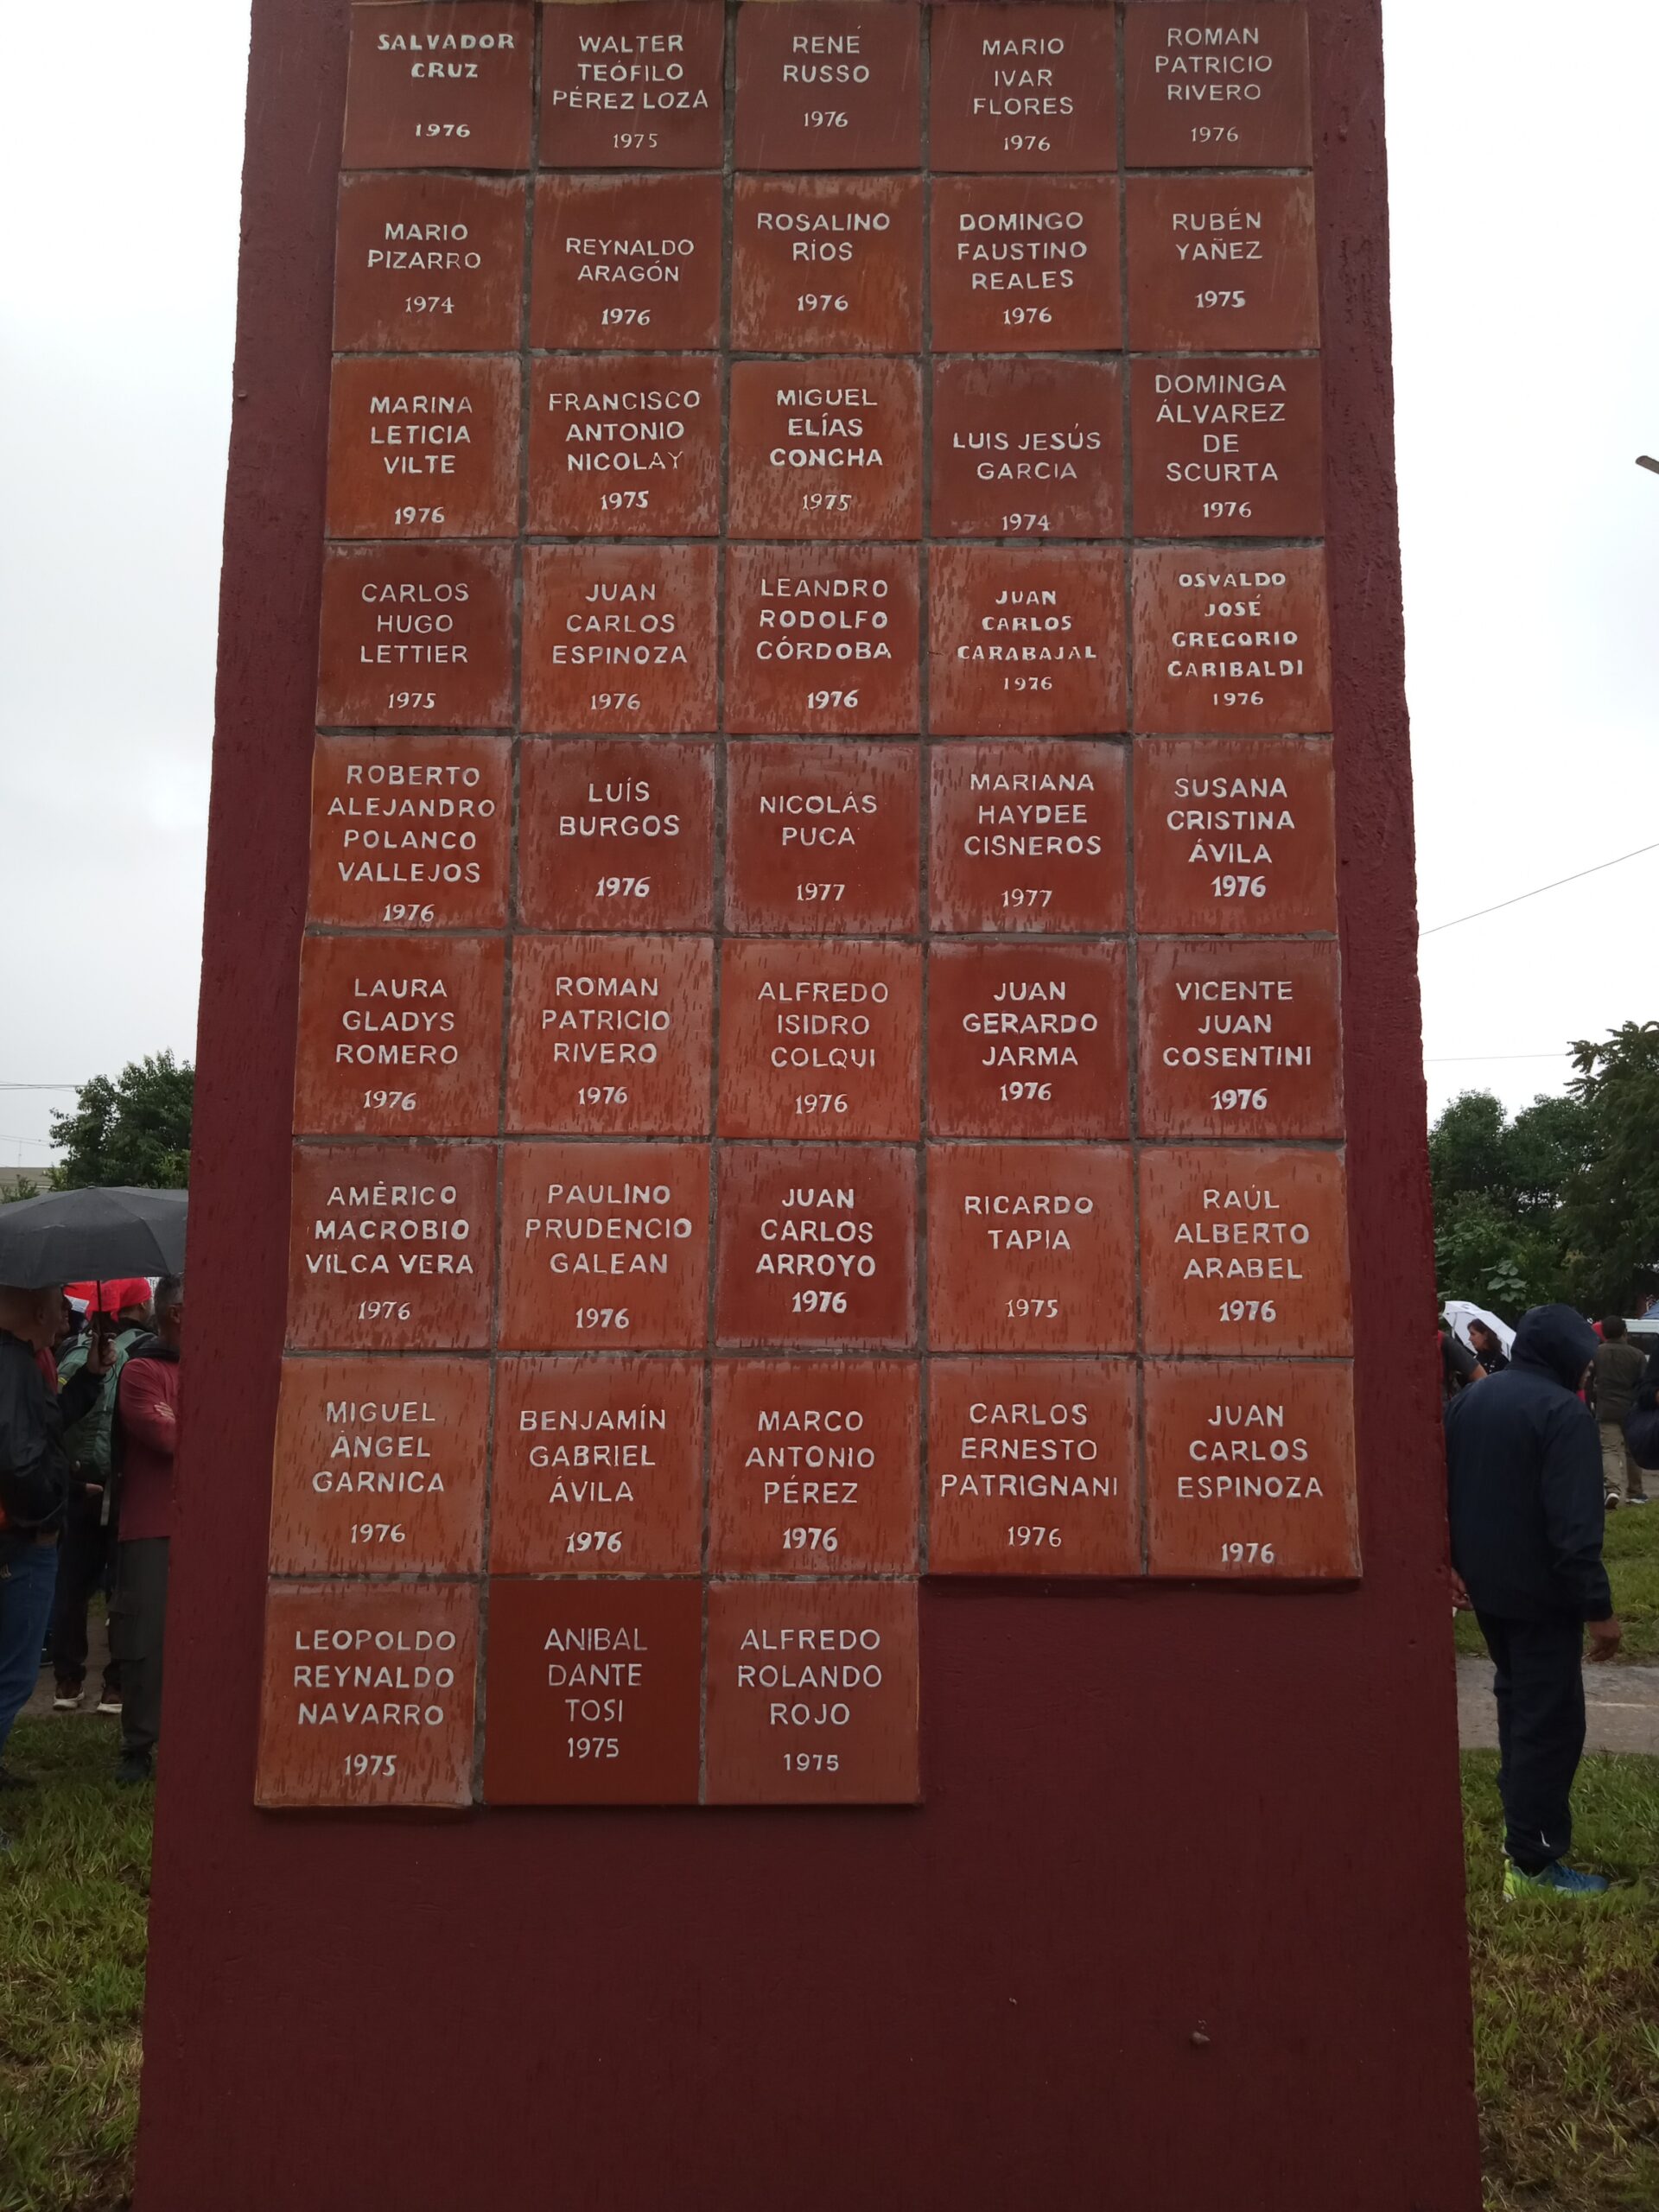 SALVADOR
CRUZ
1976
WALTER
TEÓFILO
PÉREZ LOZA
1975
RENÉ
RUSSO
1976
MARIO
IVAR
FLORES
1976
ROMAN
PATRICIO
RIVERO
1976
MARIO
PIZARRO
1974
REYNALDO
ARAGÓN
1976
ROSALINO
RÍOS
1976
DOMINGO
FAUSTINO
REALES
1976
RUBÉN
YAÑEZ
1975
MARINA
LETICIA
VILTE
1976
FRANCISCO
ANTONIO
NICOLAY
1975
MIGUEL
ELÍAS
CONCHA
1975
LUIS JESÚS
GARCIA
1974
DOMINGA
ÁLVAREZ
DE
SCURTA
1976
CARLOS
HUGO
LETTIER
1975
JUAN
CARLOS
ESPINOZA
1976
LEANDRO
RODOLFO
CÓRDOBA
1976
JUAN
CARLOS
CARABAJAL
1976
OSVALDO
JOSÉ
GREGORIO
GARIBALDI
1976
ROBERTO
ALEJANDRO
POLANCO
VALLEJOS
1976
LUÍS
BURGOS
1976
NICOLÁS
PUCA
1977
MARIANA
HAYDEE
CISNEROS
1977
SUSANA
CRISTINA
ÁVILA
1976
LAURA
GLADYS
ROMERO
1976
ROMAN
PATRICIO
RIVERO
1976
ALFREDO
ISIDRO
COLQUI
1976
JUAN
GERARDO
JARMA
1976
VICENTE
JUAN
COSENTINI
1976
AMÉRICO
MACROBIO
VILCA VERA
1976
PAULINO
PRUDENCIO
GALEAN
1976
JUAN
CARLOS
ARROYO
1976
RICARDO
TAPIA
1975
RAÚL
ALBERTO
ARABEL
1976
MIGUEL
ÁNGEL
GARNICA
1976
BENJAMÍN
GABRIEL
ÁVILA
1976
MARCO
ANTONIO
PÉREZ
1976
CARLOS
ERNESTO
PATRIGNANI
1976
JUAN
CARLOS
ESPINOZA
1976
LEOPOLDO
REYNALDO
NAVARRO
1975
ANIBAL
DANTE
TOSI
1975
ALFREDO
ROLANDO
ROJO
1975